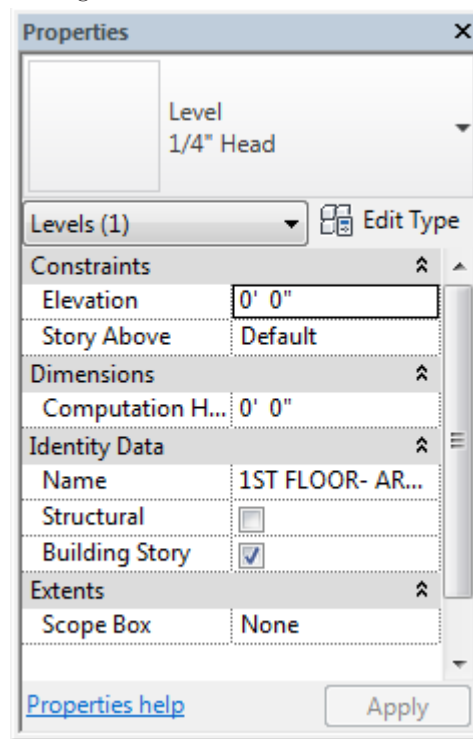 Properties
Level
1/4" Head
Levels (1) Edit Type
Constraints
Elevation 0' 0"
Story Above Default
Dimensions
Computation H... 0' 0"
Identity Data
Name 1ST FLOOR- AR...
Structural
Building Story
Extents
Scope Box None
Properties help Apply